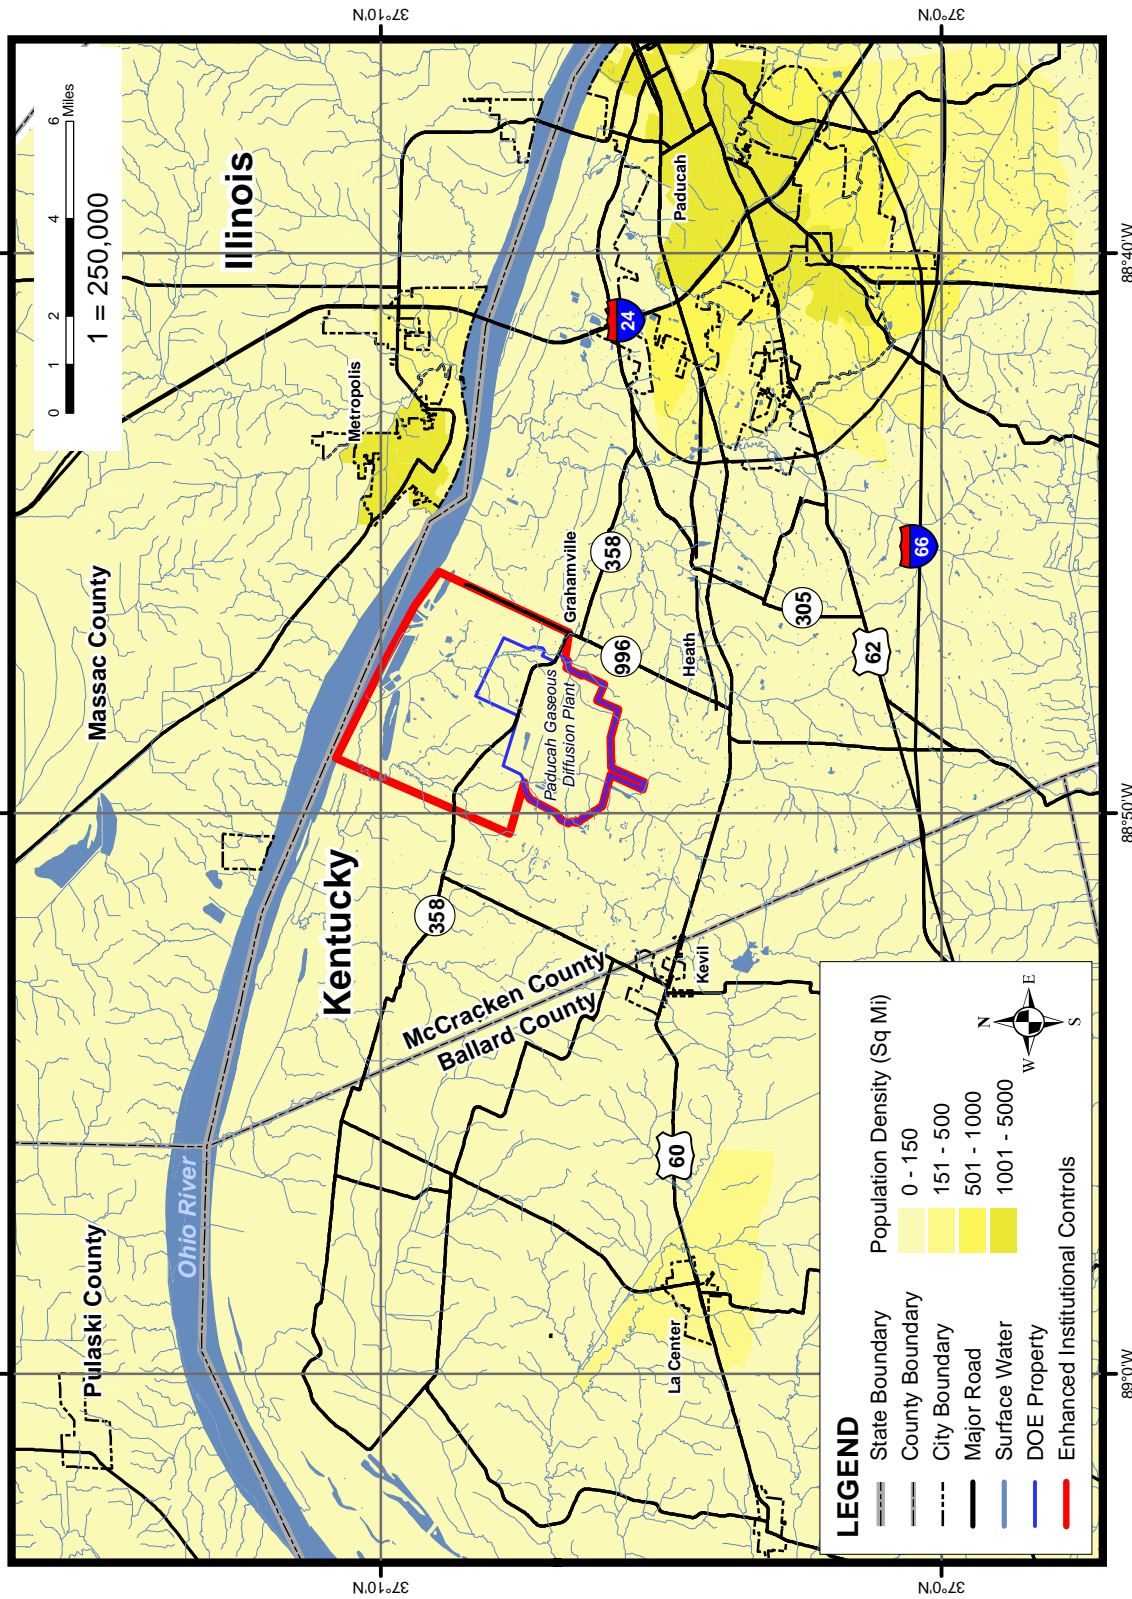 37°10'N
37°0'N
0 1 2 4 6
Miles
1 = 250,000
Illinois
Massac County
Pulaski County
Metropolis
Ohio River
Kentucky
McCracken County
Ballard County
Paducah
24
Grahamville
358
996
Heath
305
62
66
Paducah Gaseous
Diffusion Plant
358
Kevil
60
La Center
88°40'W
88°50'W
89°0'W
37°10'N
37°0'N
LEGEND
State Boundary
County Boundary
City Boundary
Major Road
Surface Water
DOE Property
Enhanced Institutional Controls
Population Density (Sq Mi)
0 - 150
151 - 500
501 - 1000
1001 - 5000
N
W E
S